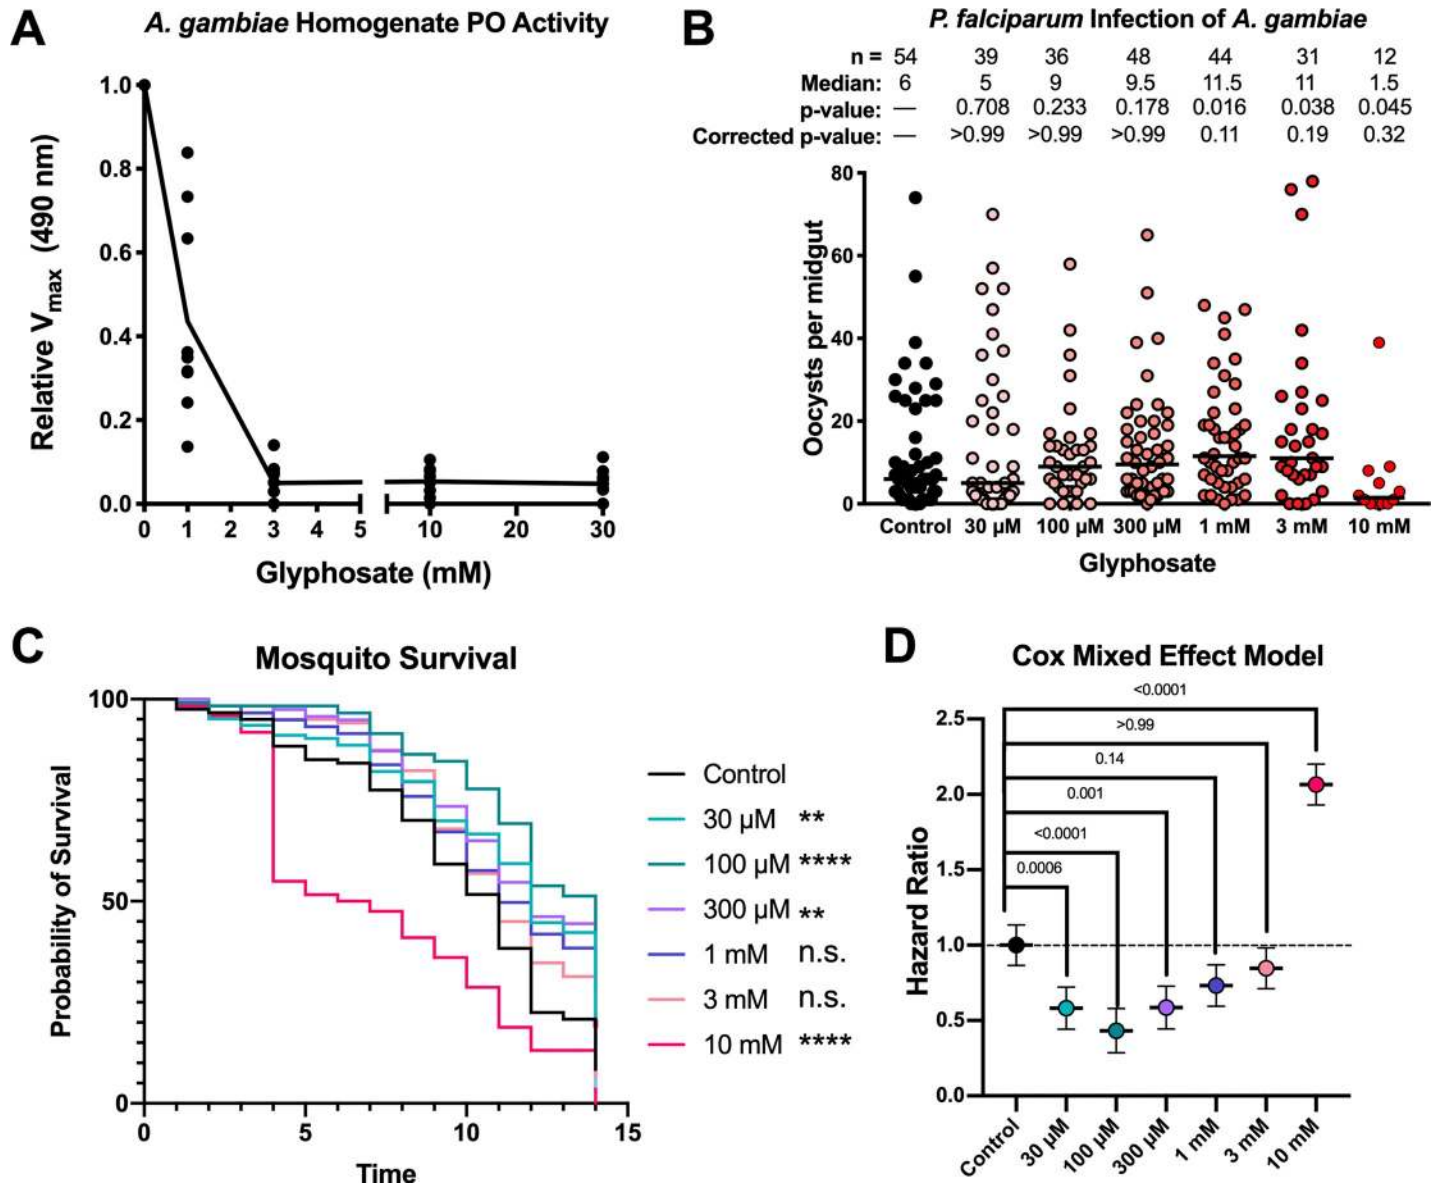 A
A. gambiae Homogenate PO Activity
Relative Vmax (490 nm)
1.0
0.8
0.6
0.4
0.2
0.0
0 1 2 3 4 5 10 20 30
Glyphosate (mM)
B
P. falciparum Infection of A. gambiae
n = 54 39 36 48 44 31 12
Median: 6 5 9 9.5 11.5 11 1.5
p-value: — 0.708 0.233 0.178 0.016 0.038 0.045
Corrected p-value: — >0.99 >0.99 >0.99 0.11 0.19 0.32
Oocysts per midgut
80
60
40
20
0
Control 30 µM 100 µM 300 µM 1 mM 3 mM 10 mM
Glyphosate
C
Mosquito Survival
Probability of Survival
100
50
0
0 5 10 15
Time
Control
30 µM **
100 µM ****
300 µM **
1 mM n.s.
3 mM n.s.
10 mM ****
D
Cox Mixed Effect Model
<0.0001
>0.99
0.14
0.001
<0.0001
0.0006
Hazard Ratio
2.5
2.0
1.5
1.0
0.5
0.0
Control 30 µM 100 µM 300 µM 1 mM 3 mM 10 mM